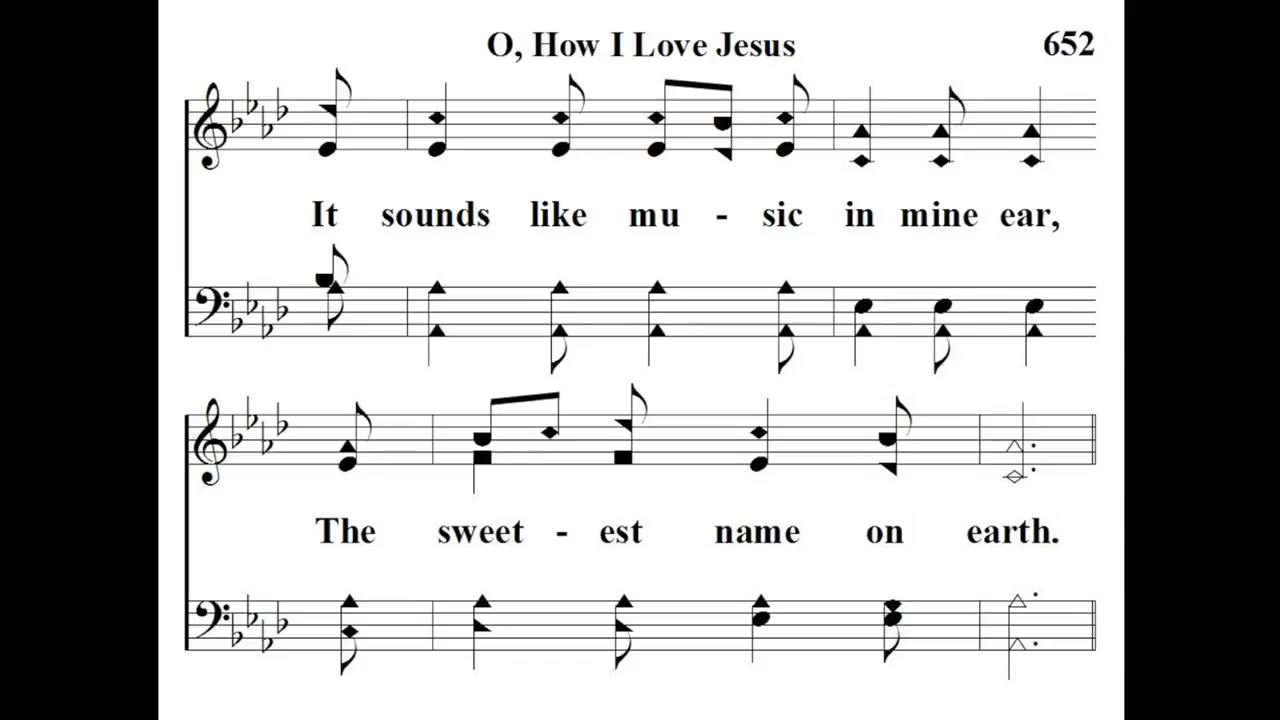 O, How I Love Jesus 652
It sounds like mu - sic in mine ear,
The sweet - est name on earth.